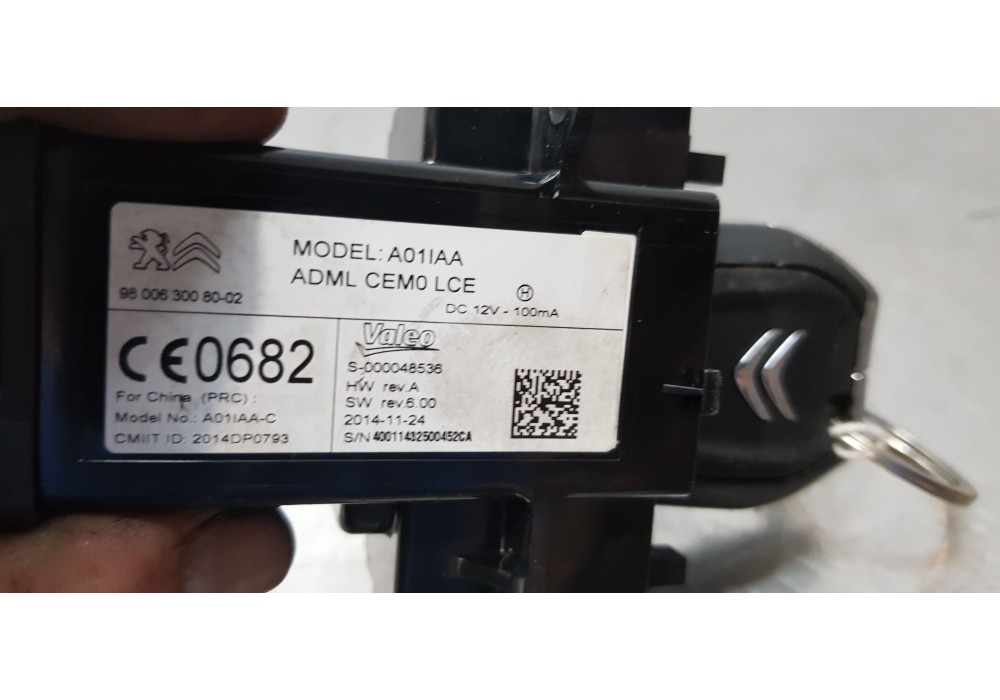 MODEL: A01IAA
ADML CEM0 LCE
98 006 300 80-02
H
DC 12V - 100mA
CE0682
For China (PRC) :
Model No.: A01IAA-C
CMIIT ID: 2014DP0793
Valeo
S-000048536
HW rev.A
SW rev.6.00
2014-11-24
S/N 40011432500452CA